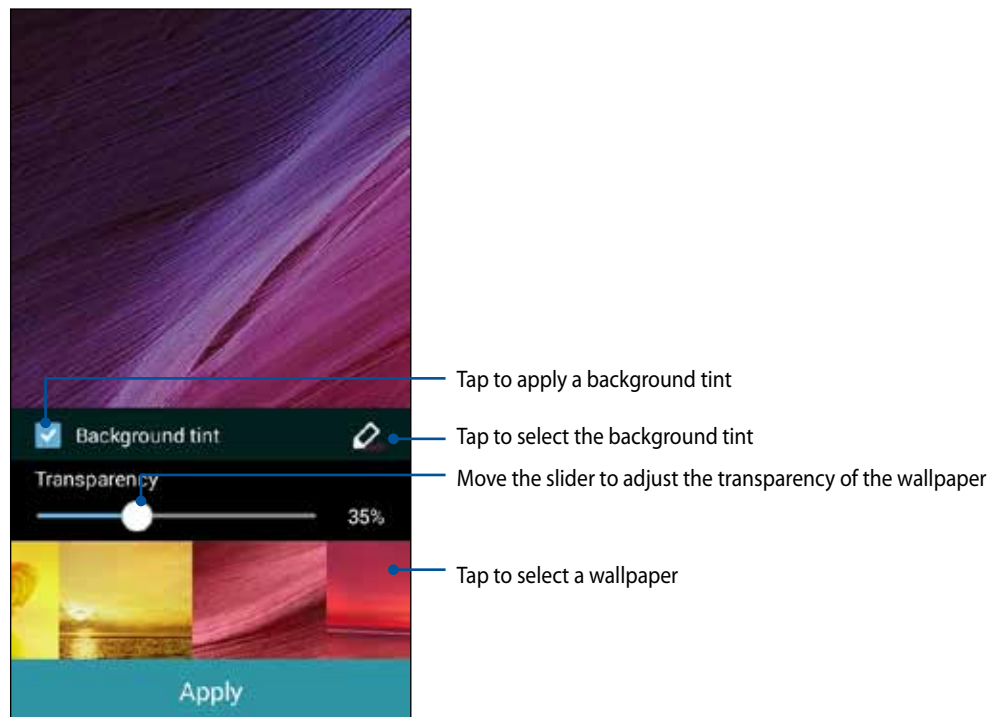 Tap to apply a background tint
Background tint
Tap to select the background tint
Transparency
Move the slider to adjust the transparency of the wallpaper
35%
Tap to select a wallpaper
Apply